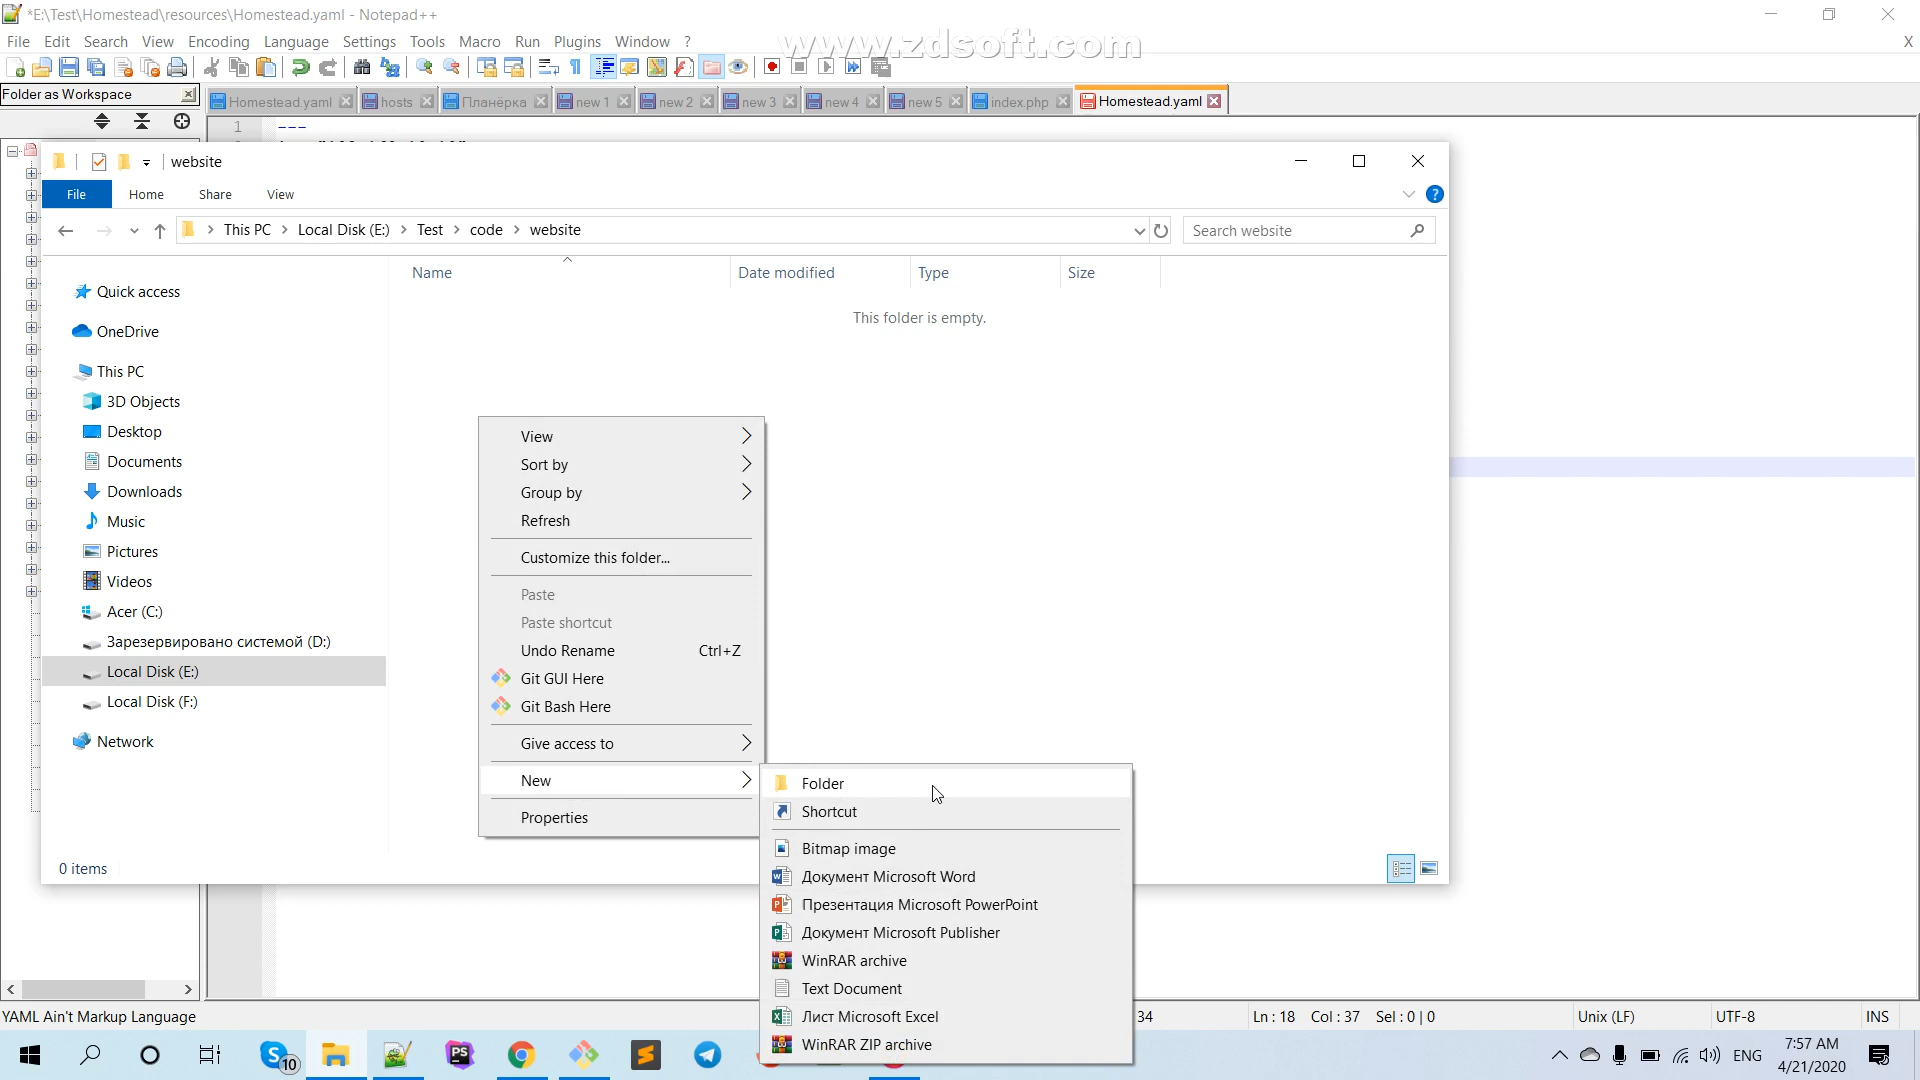 *E:\Test\Homestead\resources\Homestead.yaml - Notepad++
File Edit Search View Encoding Language Settings Tools Macro Run Plugins Window ? X
www.zdsoft.com
Folder as Workspace
Homestead.yaml hosts Планёрка new 1 new 2 new 3 new 4 new 5 index.php Homestead.yaml
1 ---
website
File Home Share View
This PC Local Disk (E:) Test code website
Search website
Name Date modified Type Size
This folder is empty.
Quick access
OneDrive
This PC
3D Objects
Desktop
Documents
Downloads
Music
Pictures
Videos
Acer (C:)
Зарезервировано системой (D:)
Local Disk (E:)
Local Disk (F:)
Network
0 items
View
Sort by
Group by
Refresh
Customize this folder...
Paste
Paste shortcut
Undo Rename Ctrl+Z
Git GUI Here
Git Bash Here
Give access to
New
Properties
Folder
Shortcut
Bitmap image
Документ Microsoft Word
Презентация Microsoft PowerPoint
Документ Microsoft Publisher
WinRAR archive
Text Document
Лист Microsoft Excel
WinRAR ZIP archive
YAML Ain't Markup Language 34 Ln : 18 Col : 37 Sel : 0 | 0 Unix (LF) UTF-8 INS
10
PS
ENG
7:57 AM
4/21/2020